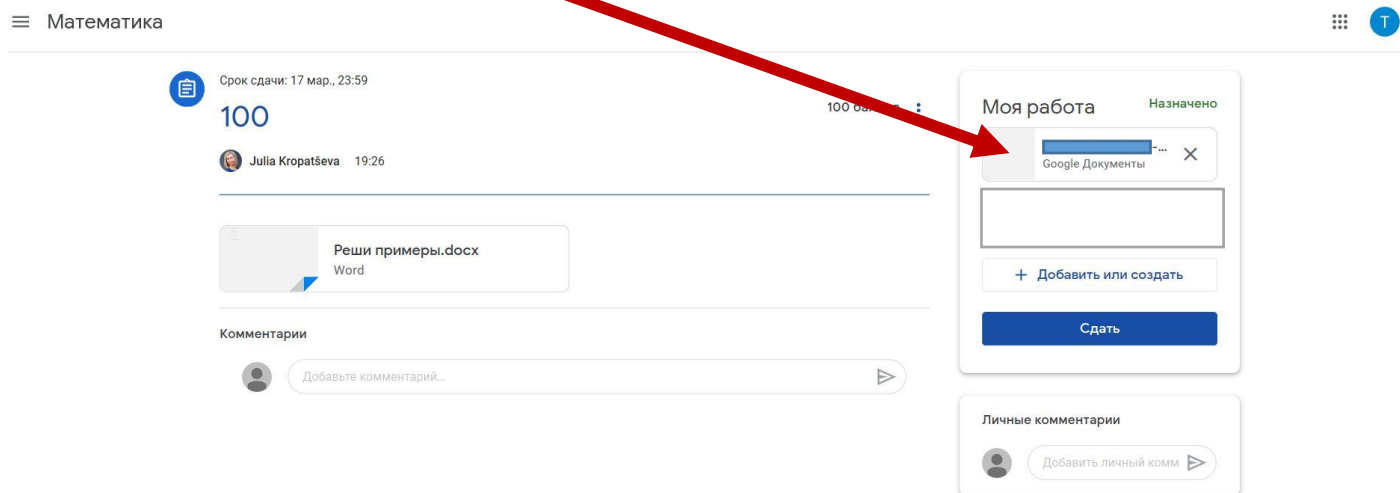 Математика
T
Срок сдачи: 17 мар., 23:59
100
100
Julia Kropatševa 19:26
Реши примеры.docx
Word
Комментарии
Добавьте комментарий...
Моя работа
Назначено
-...
Google Документы
+ Добавить или создать
Сдать
Личные комментарии
Добавить личный комм